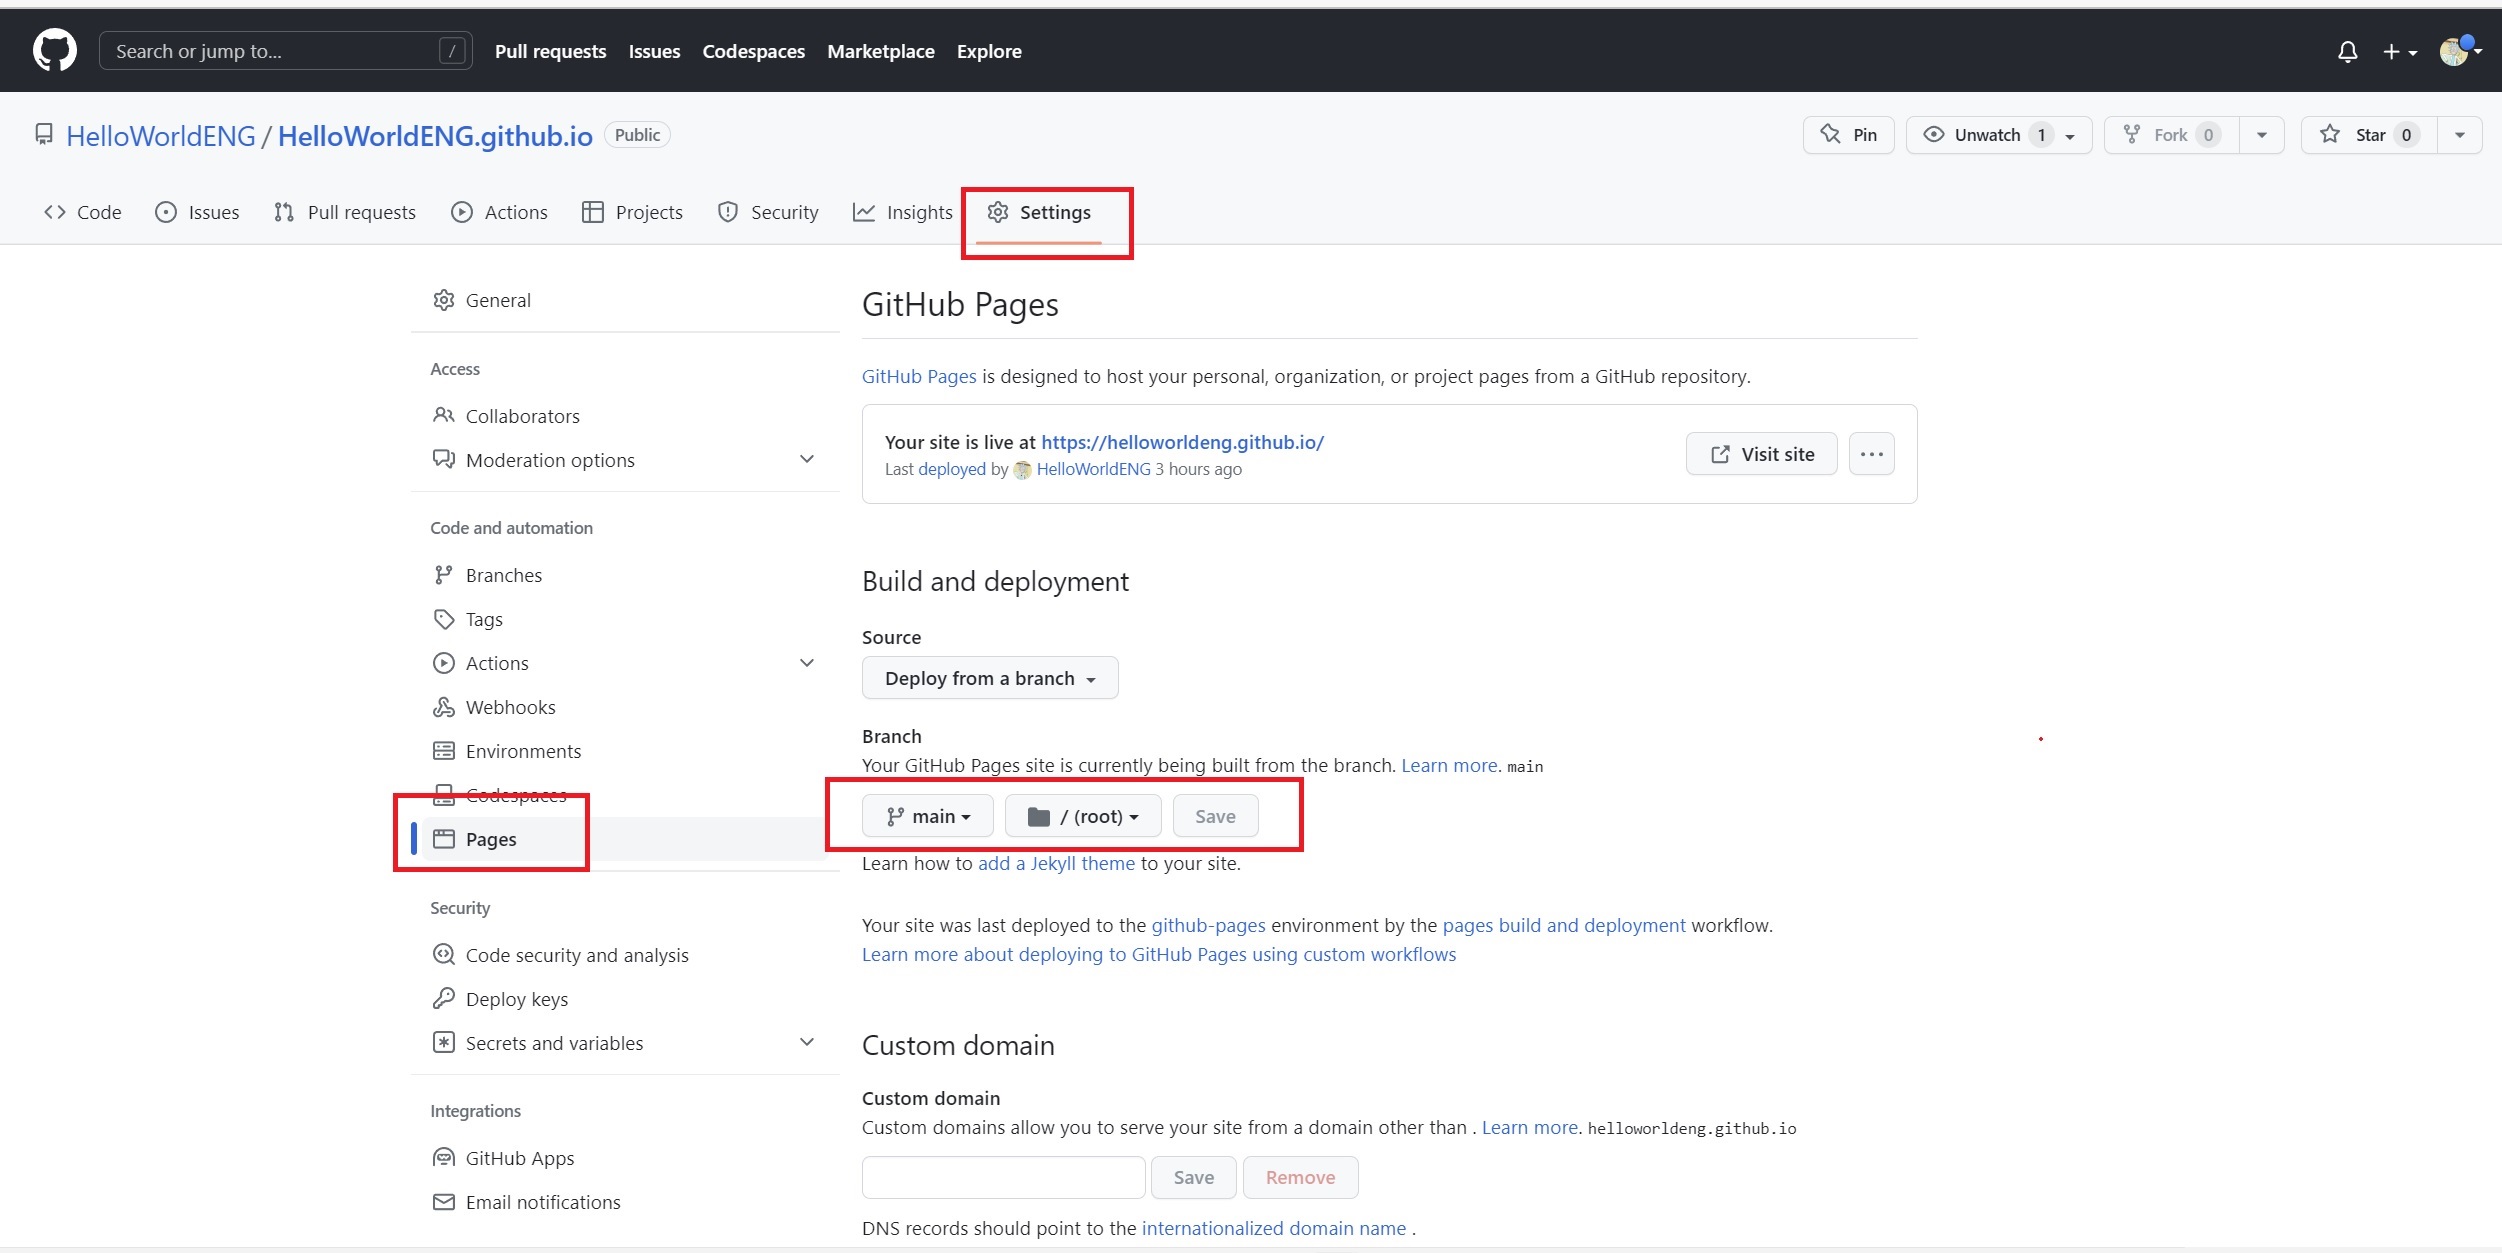 Search or jump to... / Pull requests Issues Codespaces Marketplace Explore
HelloWorldENG / HelloWorldENG.github.io Public Pin Unwatch 1 Fork 0 Star 0
Code Issues Pull requests Actions Projects Security Insights Settings
General
Access
Collaborators
Moderation options
Code and automation
Branches
Tags
Actions
Webhooks
Environments
Codespaces
Pages
Security
Code security and analysis
Deploy keys
Secrets and variables
Integrations
GitHub Apps
Email notifications
GitHub Pages
GitHub Pages is designed to host your personal, organization, or project pages from a GitHub repository.
Your site is live at https://helloworldeng.github.io/
Last deployed by HelloWorldENG 3 hours ago
Visit site
Build and deployment
Source
Deploy from a branch
Branch
Your GitHub Pages site is currently being built from the branch. Learn more. main
main / (root) Save
Learn how to add a Jekyll theme to your site.
Your site was last deployed to the github-pages environment by the pages build and deployment workflow.
Learn more about deploying to GitHub Pages using custom workflows
Custom domain
Custom domain
Custom domains allow you to serve your site from a domain other than . Learn more. helloworldeng.github.io
Save Remove
DNS records should point to the internationalized domain name .